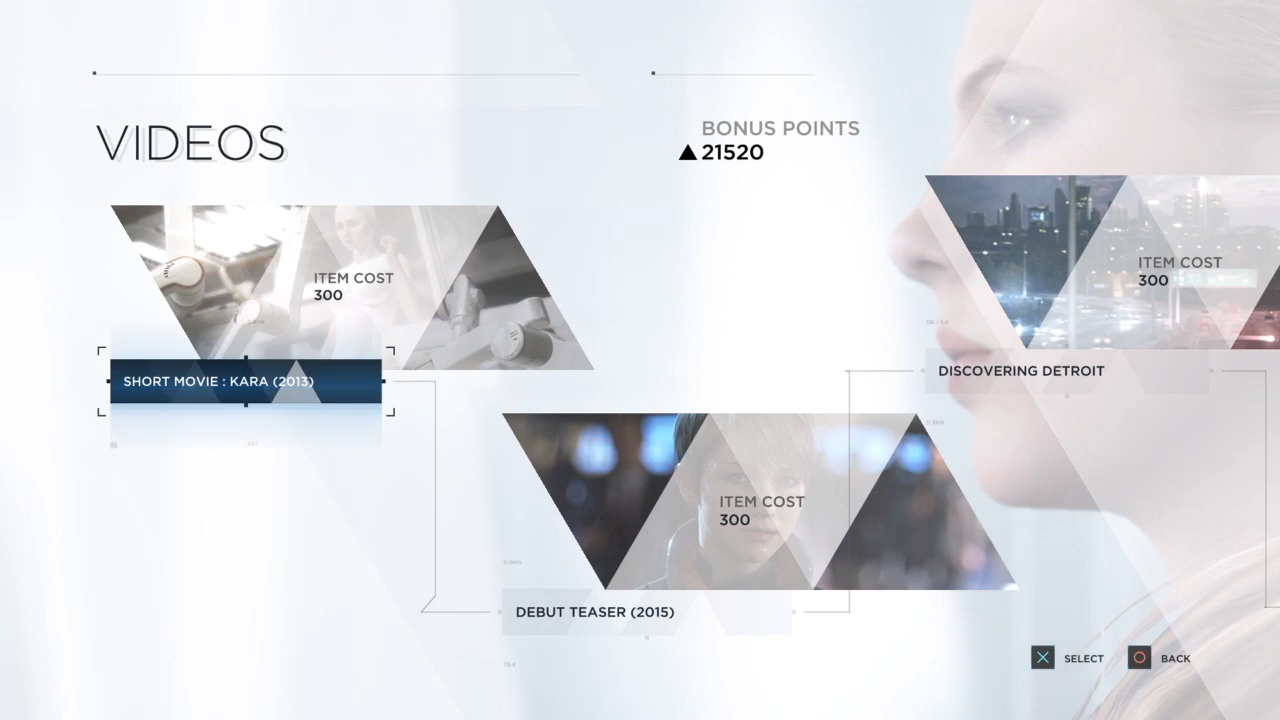 VIDEOS
BONUS POINTS
21520
ITEM COST
300
SHORT MOVIE : KARA (2013)
ITEM COST
300
DEBUT TEASER (2015)
ITEM COST
300
DISCOVERING DETROIT
SELECT
BACK